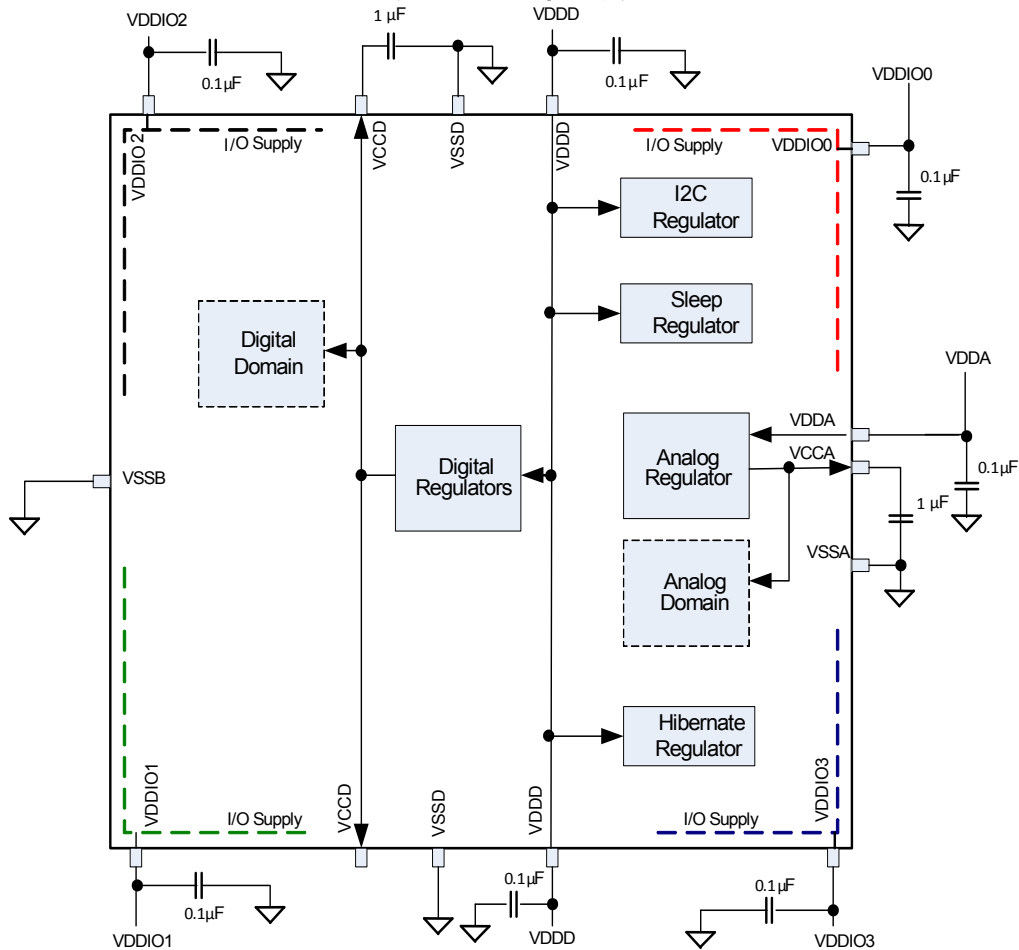 VDDIO2
0.1µF
1 µF
VDDD
0.1µF
VDDIO0
0.1µF
VDDIO2
I/O Supply
VCCD
VSSD
VDDD
I/O Supply
VDDIO0
I2C
Regulator
Sleep
Regulator
Digital
Domain
VDDA
VDDA
VCCA
Analog
Regulator
Digital
Regulators
0.1µF
1 µF
VSSB
VSSA
Analog
Domain
Hibernate
Regulator
VDDIO1
I/O Supply
VCCD
VSSD
VDDD
I/O Supply
VDDIO3
0.1µF
VDDIO1
0.1µF
VDDD
0.1µF
VDDIO3